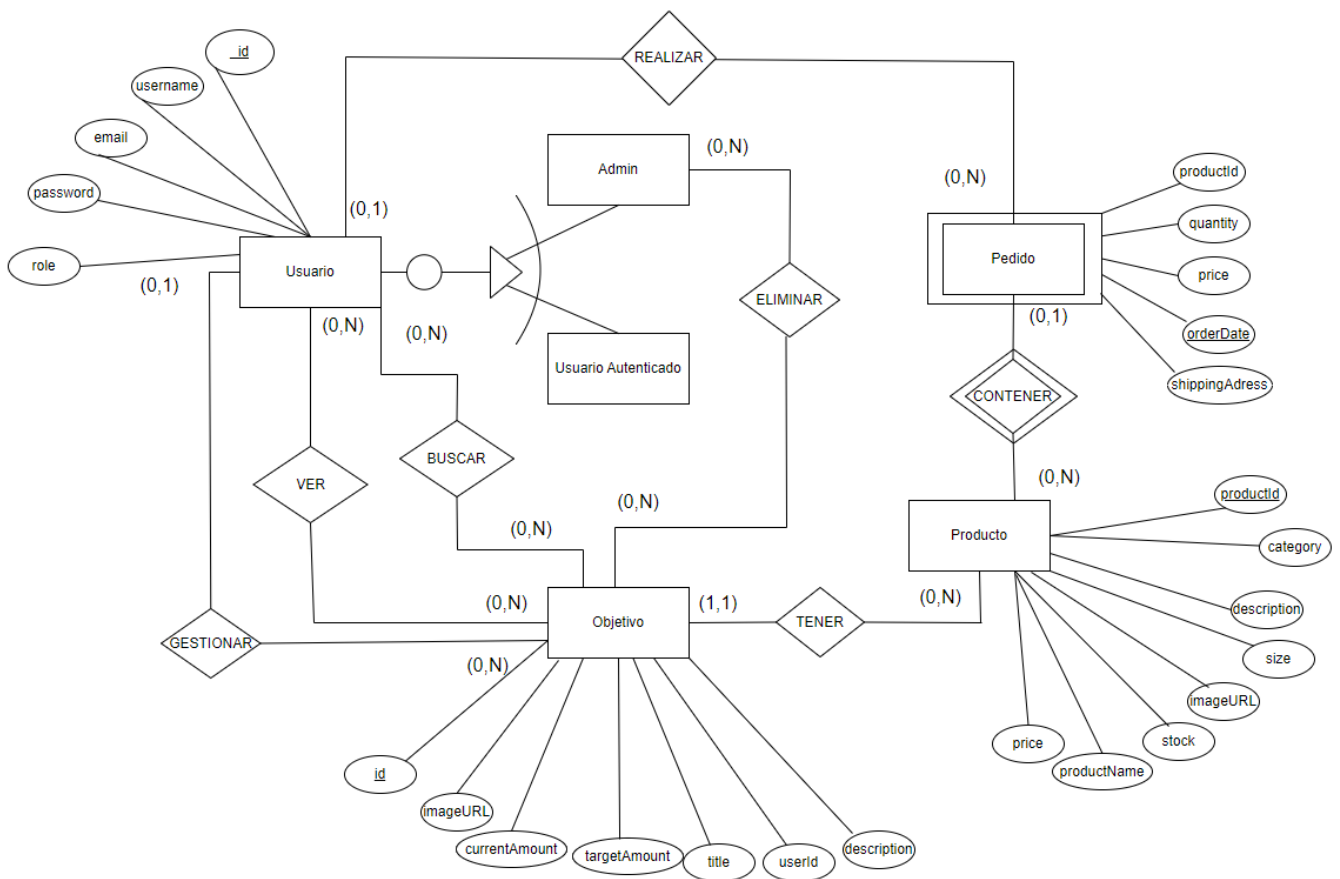 _id
REALIZAR
username
email
Admin
(0,N)
password
(0,N)
productId
(0,1)
quantity
role
Usuario
Pedido
price
(0,1)
ELIMINAR
(0,N)
(0,N)
(0,1)
orderDate
Usuario Autenticado
shippingAdress
CONTENER
BUSCAR
VER
(0,N)
(0,N)
productId
(0,N)
Producto
category
(0,N)
(1,1)
(0,N)
description
GESTIONAR
Objetivo
TENER
(0,N)
size
imageURL
price
stock
productName
id
imageURL
currentAmount
targetAmount
title
userId
description